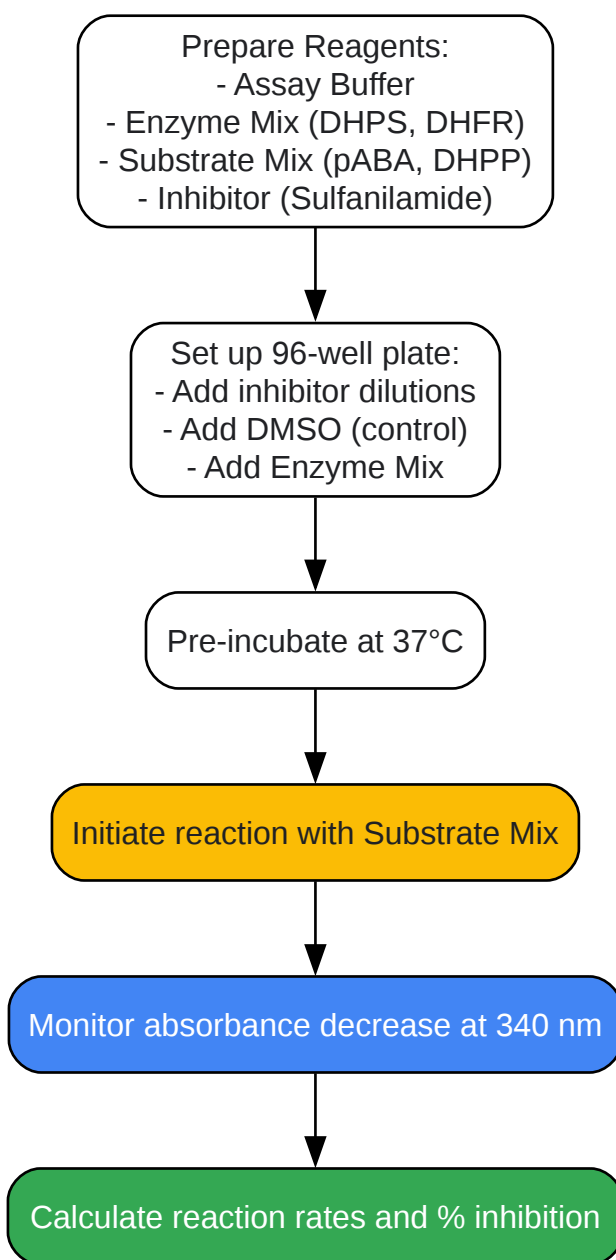 Prepare Reagents:
- Assay Buffer
- Enzyme Mix (DHPS, DHFR)
- Substrate Mix (pABA, DHPP)
- Inhibitor (Sulfanilamide)
Set up 96-well plate:
- Add inhibitor dilutions
- Add DMSO (control)
- Add Enzyme Mix
Pre-incubate at 37°C
Initiate reaction with Substrate Mix
Monitor absorbance decrease at 340 nm
Calculate reaction rates and % inhibition